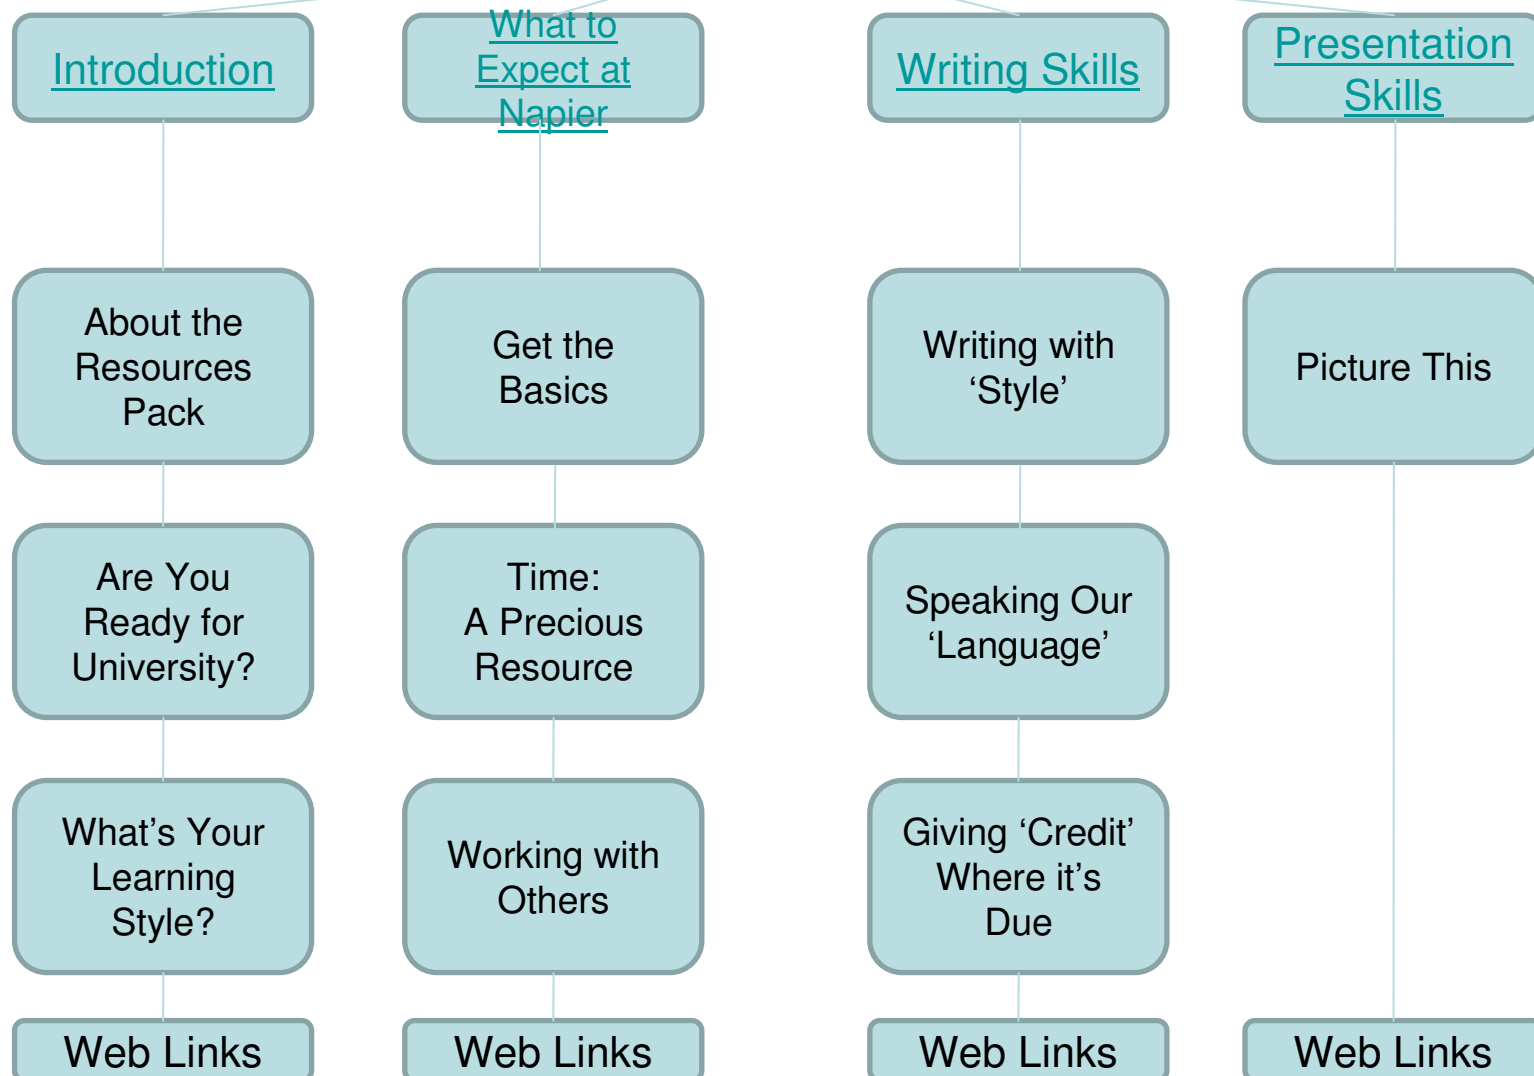 Introduction
What to
Expect at
Napier
Writing Skills
Presentation
Skills
About the
Resources
Pack
Get the
Basics
Writing with
‘Style’
Picture This
Are You
Ready for
University?
Time:
A Precious
Resource
Speaking Our
‘Language’
What’s Your
Learning
Style?
Working with
Others
Giving ‘Credit’
Where it’s
Due
Web Links
Web Links
Web Links
Web Links